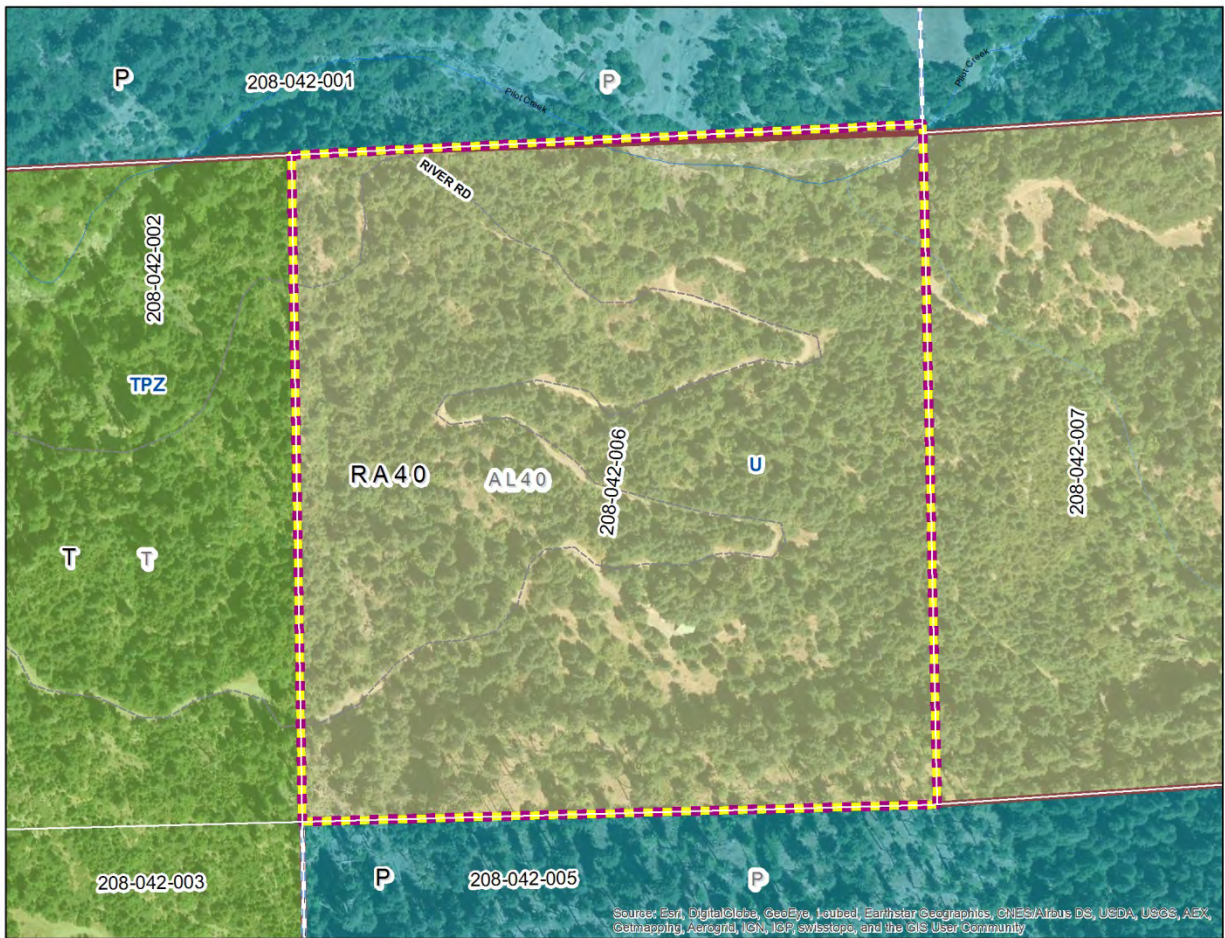 P
208-042-001
P
Pilot Creek
Pilot Creek
RIVER RD
208-042-002
TPZ
208-042-006
208-042-007
U
RA40
AL40
T
T
208-042-003
P
208-042-005
P
Source: Esri, DigitalGlobe, GeoEye, i-cubed, Earthstar Geographics, CNES/Airbus DS, USDA, USGS, AEX,
Getmapping, Aerogrid, IGN, IGP, swisstopo, and the GIS User Community